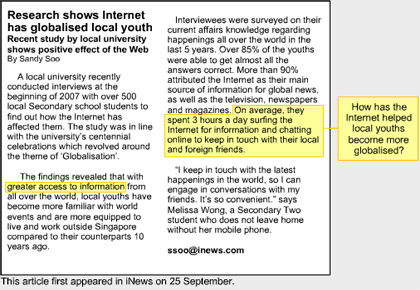 Research shows Internet
has globalised local youth
Recent study by local university
shows positive effect of the Web
By Sandy Soo
A local university recently
conducted interviews at the
beginning of 2007 with over 500
local Secondary school students to
find out how the Internet has
affected them. The study was in line
with the university's centennial
celebrations which revolved around
the theme of 'Globalisation'.
The findings revealed that with
greater access to information from
all over the world, local youths have
become more familiar with world
events and are more equipped to
live and work outside Singapore
compared to their counterparts 10
years ago.
Interviewees were surveyed on their
current affairs knowledge regarding
happenings all over the world in the
last 5 years. Over 85% of the youths
were able to get almost all the
answers correct. More than 90%
attributed the Internet as their main
source of information for global news,
as well as the television, newspapers
and magazines. On average, they
spent 3 hours a day surfing the
Internet for information and chatting
online to keep in touch with their local
and foreign friends.
"I keep in touch with the latest
happenings in the world, so I can
engage in conversations with my
friends. It's so convenient." says
Melissa Wong, a Secondary Two
student who does not leave home
without her mobile phone.
ssoo@inews.com
How has the
Internet helped
local youths
become more
globalised?
This article first appeared in iNews on 25 September.